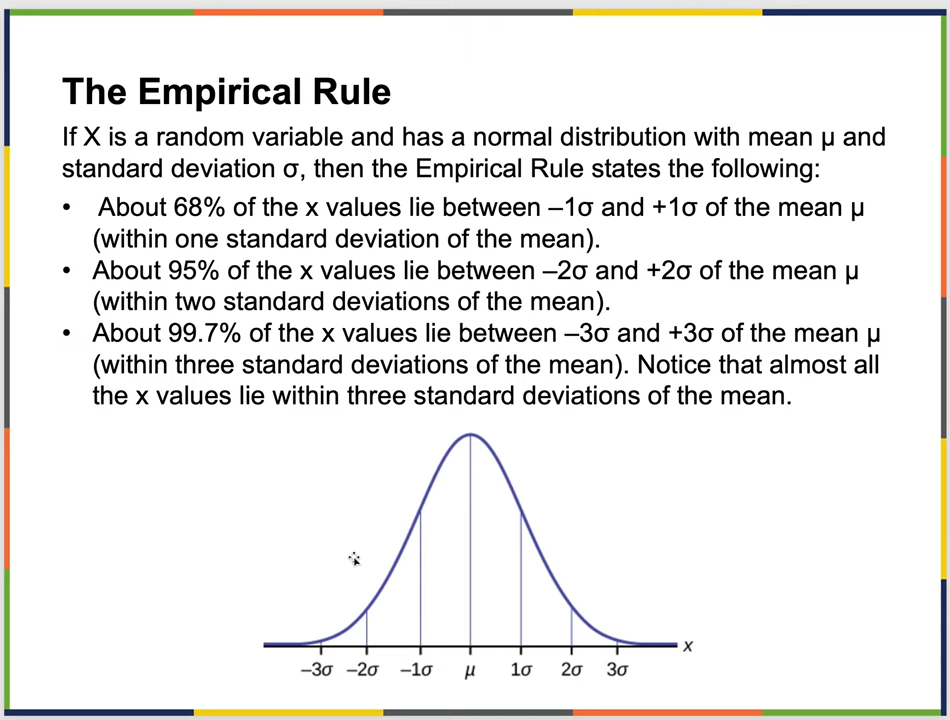 The Empirical Rule
If X is a random variable and has a normal distribution with mean μ and
standard deviation σ, then the Empirical Rule states the following:
• About 68% of the x values lie between –1σ and +1σ of the mean μ
(within one standard deviation of the mean).
• About 95% of the x values lie between –2σ and +2σ of the mean μ
(within two standard deviations of the mean).
• About 99.7% of the x values lie between –3σ and +3σ of the mean μ
(within three standard deviations of the mean). Notice that almost all
the x values lie within three standard deviations of the mean.
x
–3σ –2σ –1σ μ 1σ 2σ 3σ